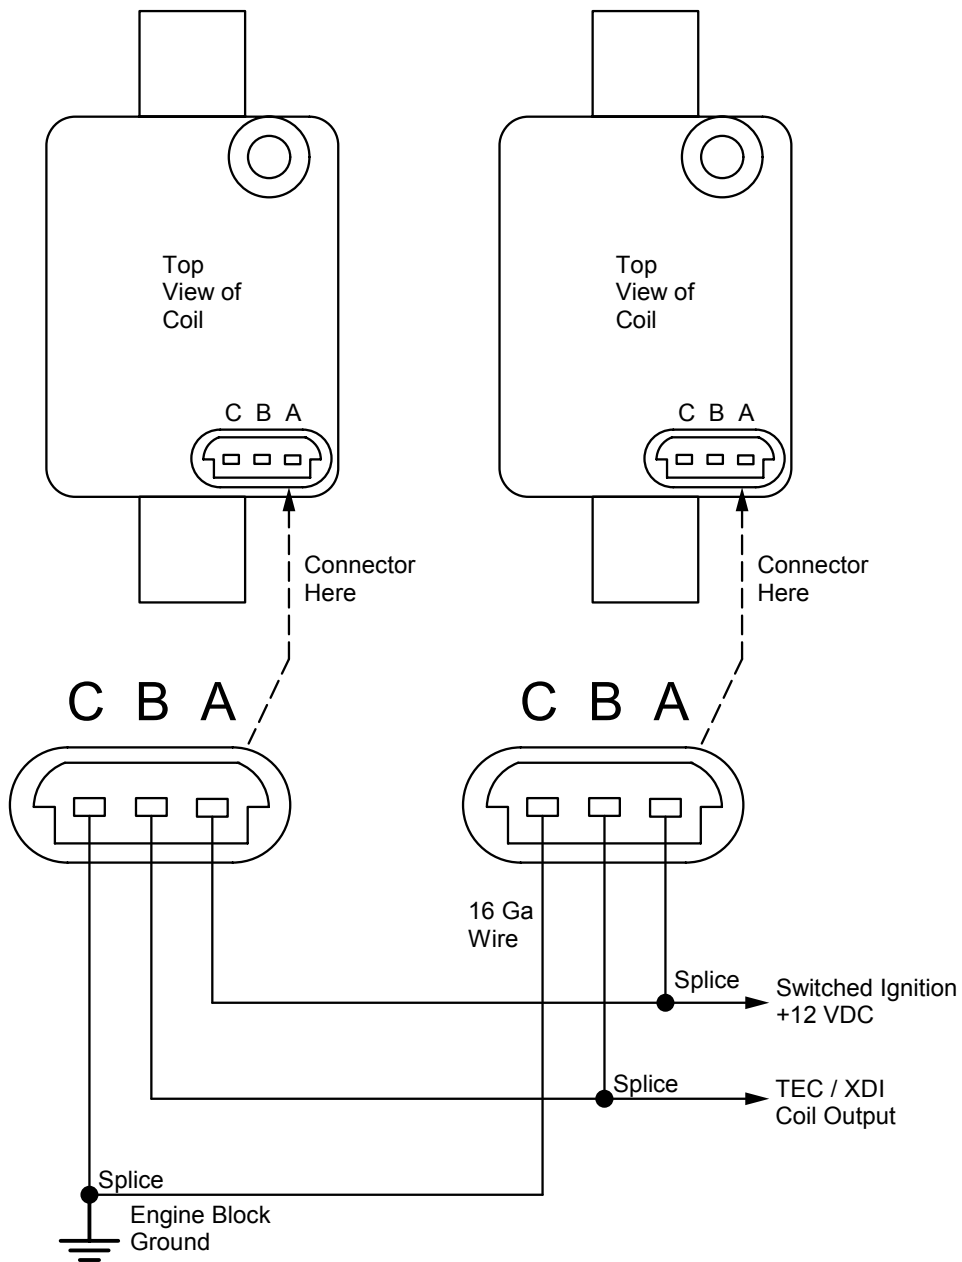 Top
View of
Coil
Top
View of
Coil
C B A
C B A
Connector
Here
Connector
Here
C B A
C B A
16 Ga
Wire
Splice
Switched Ignition
+12 VDC
Splice
TEC / XDI
Coil Output
Splice
Engine Block
Ground